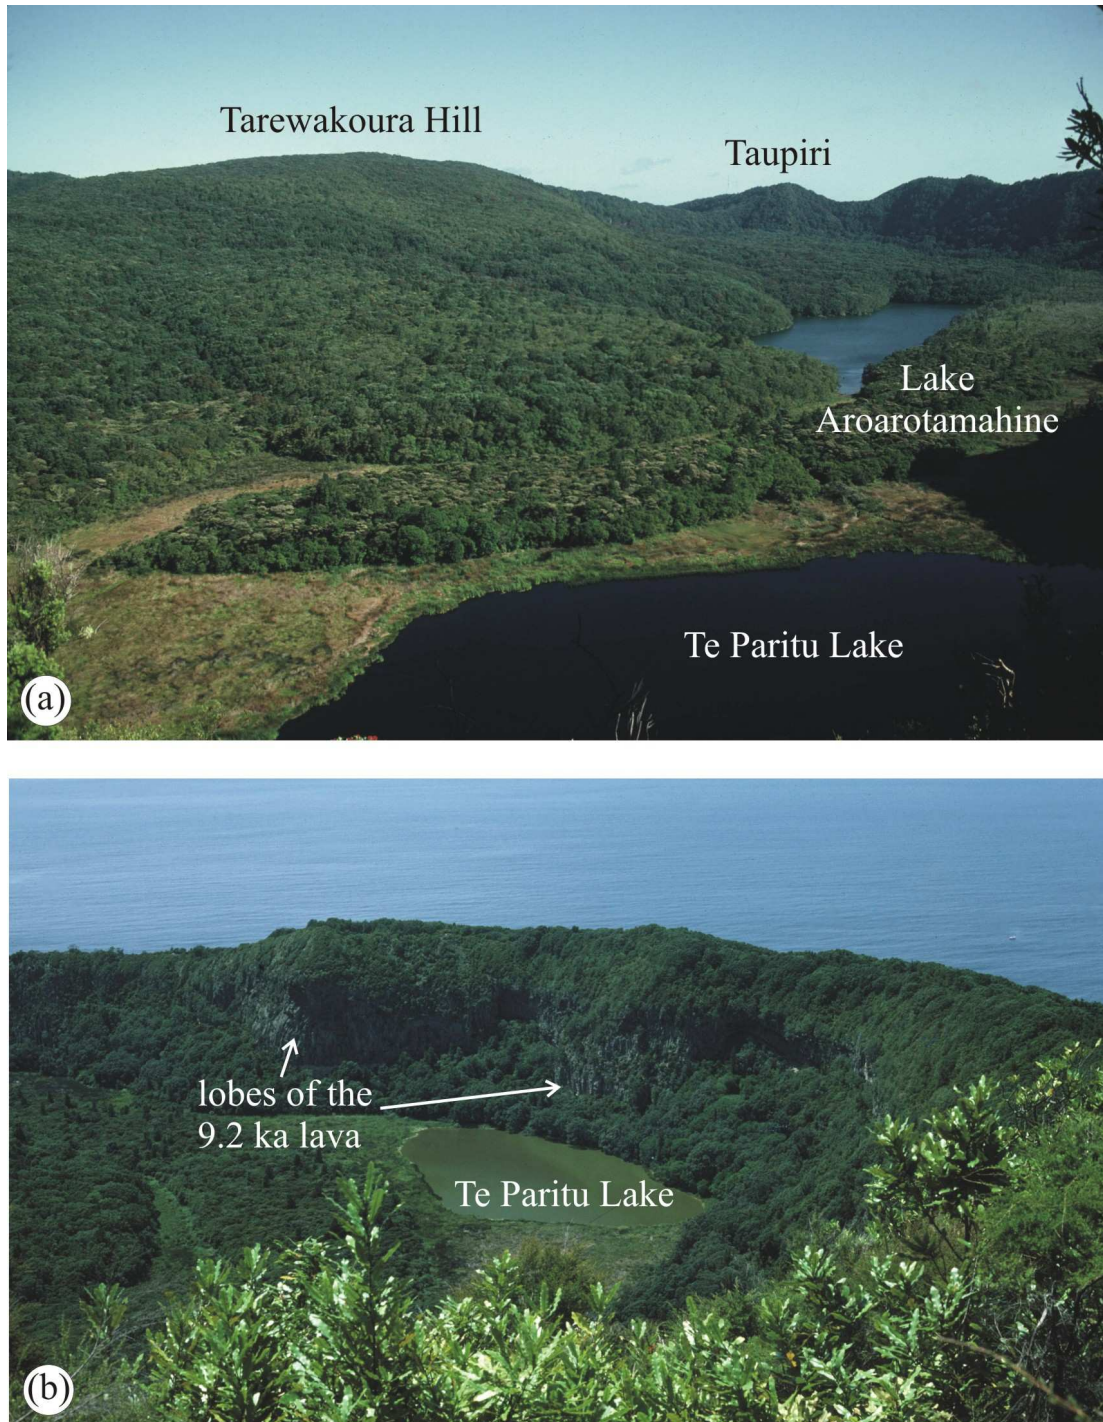 Tarewakoura Hill
Taupiri
Lake
Aroarotamahine
Te Paritu Lake
(a)
lobes of the
9.2 ka lava
Te Paritu Lake
(b)